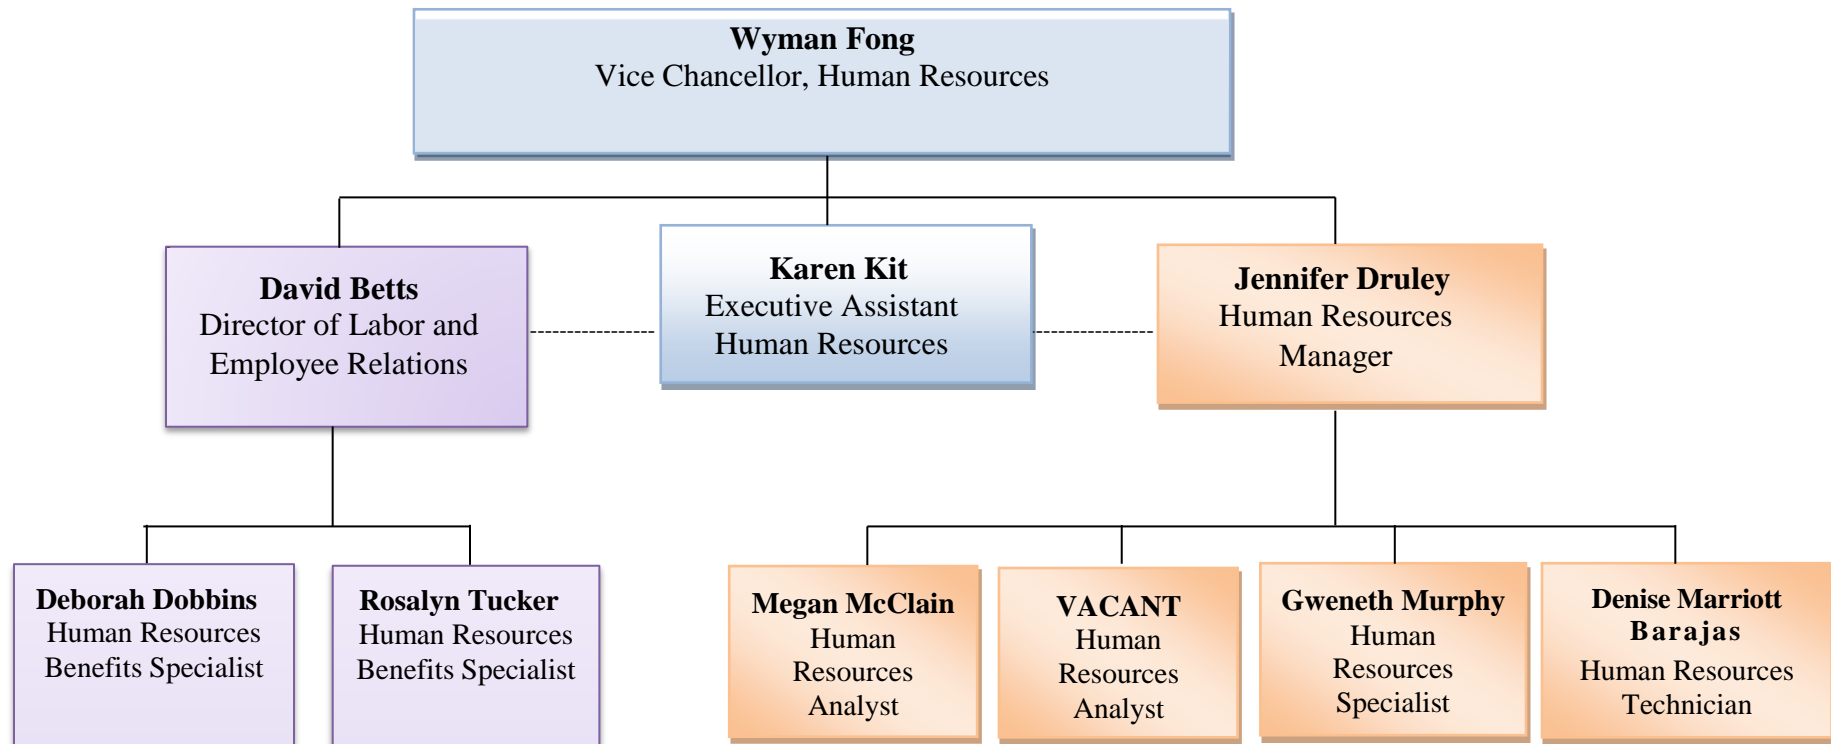 Wyman Fong
Vice Chancellor, Human Resources
David Betts
Director of Labor and
Employee Relations
Karen Kit
Executive Assistant
Human Resources
Jennifer Druley
Human Resources
Manager
Deborah Dobbins
Human Resources
Benefits Specialist
Rosalyn Tucker
Human Resources
Benefits Specialist
Megan McClain
Human
Resources
Analyst
VACANT
Human
Resources
Analyst
Gweneth Murphy
Human
Resources
Specialist
Denise Marriott
Barajas
Human Resources
Technician